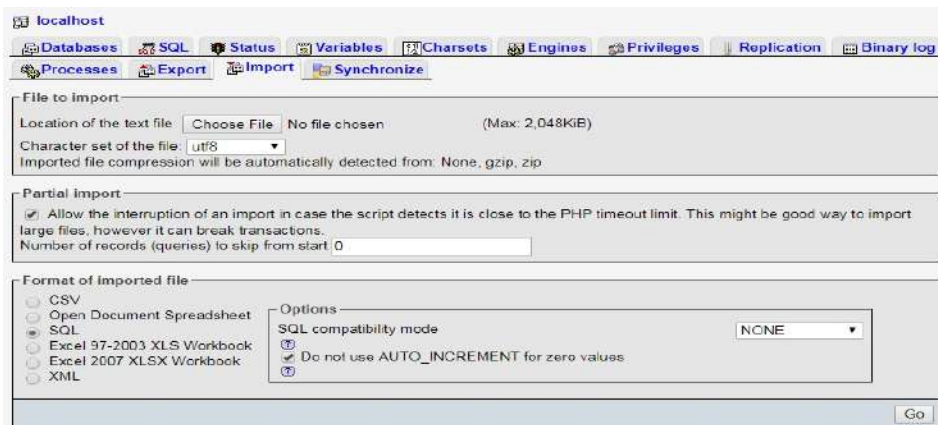 localhost
Databases SQL Status Variables Charsets Engines Privileges Replication Binary log
Processes Export Import Synchronize
File to import
Location of the text file Choose File No file chosen (Max: 2,048KiB)
Character set of the file: utf8
Imported file compression will be automatically detected from: None, gzip, zip
Partial import
Allow the interruption of an import in case the script detects it is close to the PHP timeout limit. This might be good way to import
large files, however it can break transactions.
Number of records (queries) to skip from start 0
Format of imported file
CSV
Open Document Spreadsheet
SQL
Excel 97-2003 XLS Workbook
Excel 2007 XLSX Workbook
XML
Options
SQL compatibility mode NONE
?
Do not use AUTO_INCREMENT for zero values
?
Go